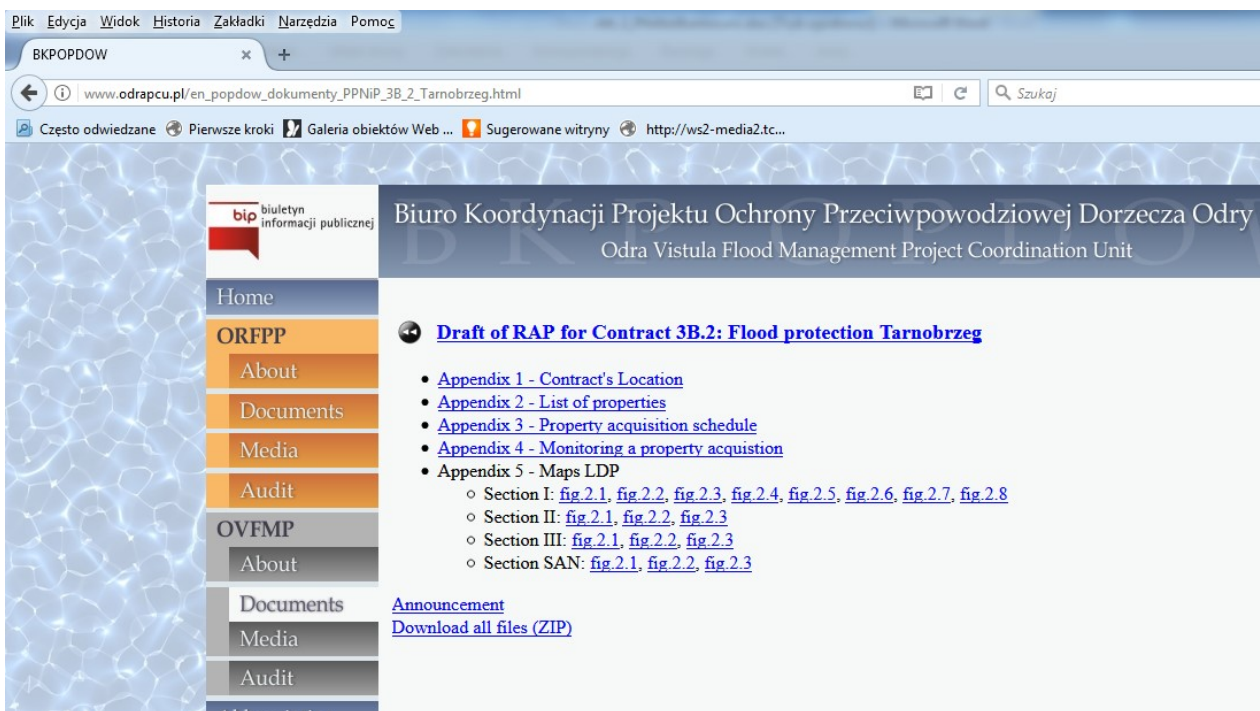 Plik Edycja Widok Historia Zakładki Narzędzia Pomoc
BKPOPDOW × +
www.odrapcu.pl/en_popdow_dokumenty_PPNiP_3B_2_Tarnobrzeg.html Szukaj
Często odwiedzane Pierwsze kroki Galeria obiektów Web ... Sugerowane witryny http://ws2-media2.tc...
bip biuletyn informacji publicznej
Biuro Koordynacji Projektu Ochrony Przeciwpowodziowej Dorzecza Odry
Odra Vistula Flood Management Project Coordination Unit
Home
ORFPP
About
Documents
Media
Audit
OVFMP
About
Documents
Media
Audit
Draft of RAP for Contract 3B.2: Flood protection Tarnobrzeg
Appendix 1 - Contract's Location
Appendix 2 - List of properties
Appendix 3 - Property acquisition schedule
Appendix 4 - Monitoring a property acquistion
Appendix 5 - Maps LDP
Section I: fig.2.1, fig.2.2, fig.2.3, fig.2.4, fig.2.5, fig.2.6, fig.2.7, fig.2.8
Section II: fig.2.1, fig.2.2, fig.2.3
Section III: fig.2.1, fig.2.2, fig.2.3
Section SAN: fig.2.1, fig.2.2, fig.2.3
Announcement
Download all files (ZIP)